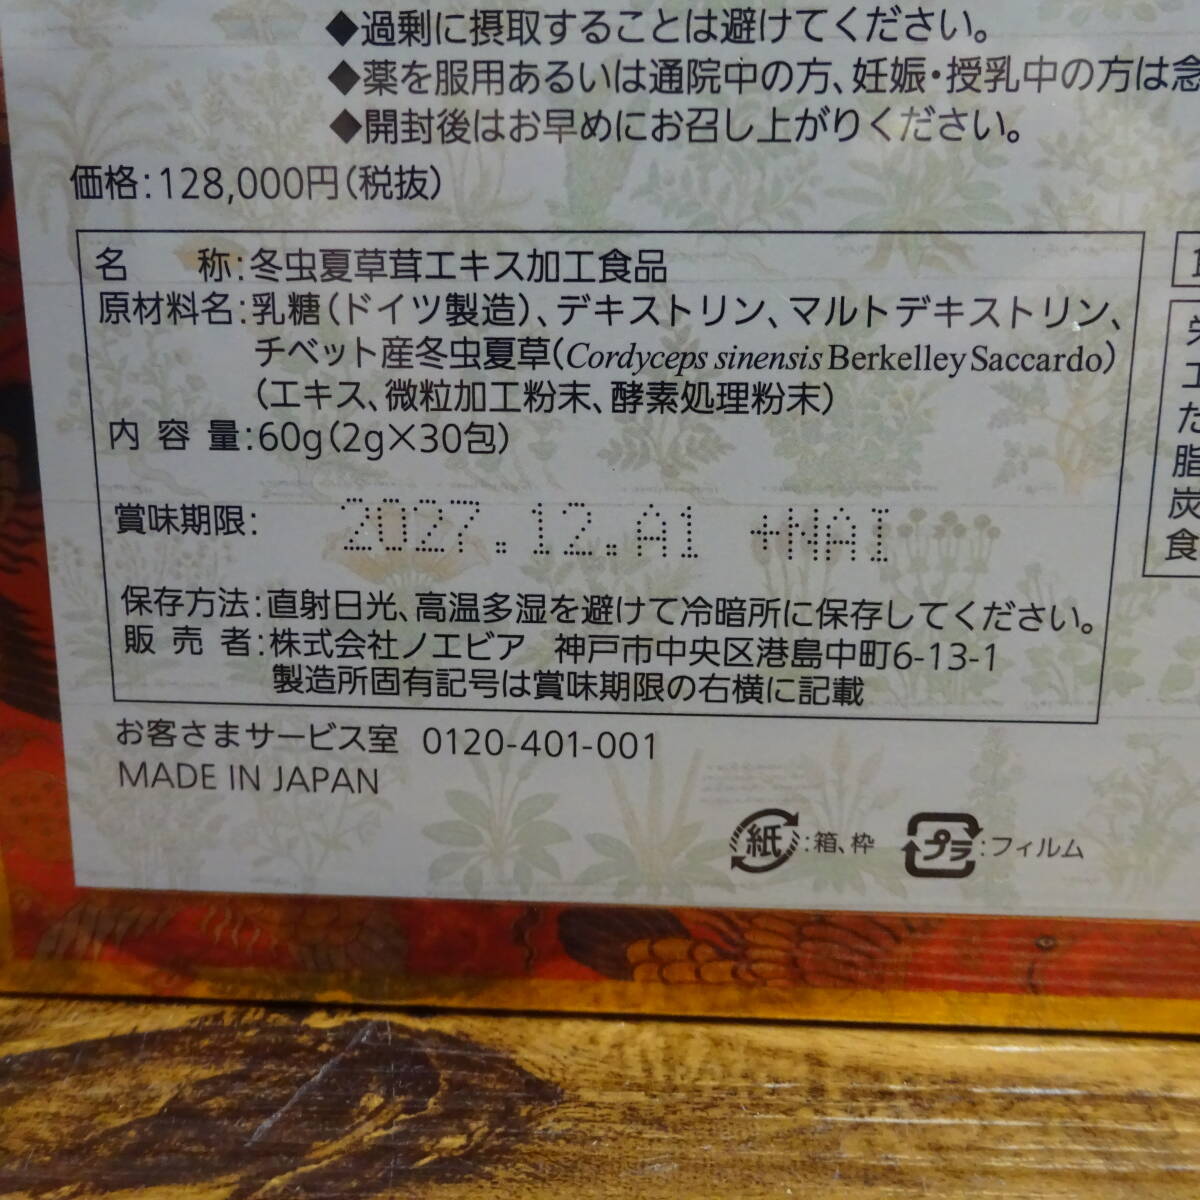 ◆過剰に摂取することは避けてください。
◆薬を服用あるいは通院中の方、妊娠・授乳中の方は念
◆開封後はお早めにお召し上がりください。
価格:128,000円(税抜)
名 称:冬虫夏草茸エキス加工食品
原材料名:乳糖(ドイツ製造)、デキストリン、マルトデキストリン、
チベット産冬虫夏草(Cordyceps sinensis Berkelley Saccardo)
(エキス、微粒加工粉末、酵素処理粉末)
内 容 量:60g(2g×30包)
賞味期限: 2027.12.A1 +NAI
保存方法:直射日光、高温多湿を避けて冷暗所に保存してください。
販 売 者:株式会社ノエビア 神戸市中央区港島中町6-13-1
製造所固有記号は賞味期限の右横に記載
お客さまサービス室 0120-401-001
MADE IN JAPAN
紙:箱、枠 プラ:フィルム
た
脂
炭
食